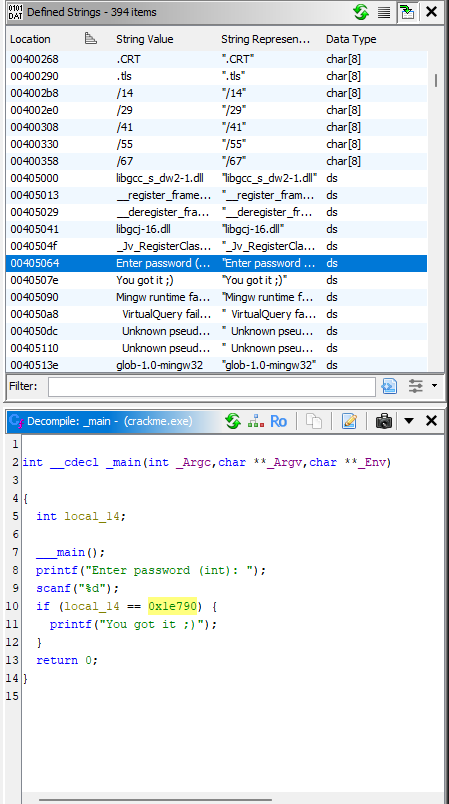 0101
DAT
Defined Strings - 394 items
Location String Value String Represen... Data Type
00400268 .CRT ".CRT" char[8]
00400290 .tls ".tls" char[8]
004002b8 /14 "/14" char[8]
004002e0 /29 "/29" char[8]
00400308 /41 "/41" char[8]
00400330 /55 "/55" char[8]
00400358 /67 "/67" char[8]
00405000 libgcc_s_dw2-1.dll "libgcc_s_dw2-1.dll" ds
00405013 __register_frame... "__register_fram... ds
00405029 __deregister_fra... "__deregister_fr... ds
00405041 libgcj-16.dll "libgcj-16.dll" ds
0040504f _Jv_RegisterClas... "_Jv_RegisterCla... ds
00405064 Enter password (... "Enter password ... ds
0040507e You got it ;) "You got it ;)" ds
00405090 Mingw runtime fa... "Mingw runtime f... ds
004050a8 VirtualQuery fail... " VirtualQuery fai... ds
004050dc Unknown pseud... " Unknown pseu... ds
00405110 Unknown pseud... " Unknown pseu... ds
0040513e glob-1.0-mingw32 "glob-1.0-mingw32" ds
Filter:
Decompile: _main - (crackme.exe) Ro
1
2 int __cdecl _main(int _Argc,char **_Argv,char **_Env)
3
4 {
5 int local_14;
6
7 ___main();
8 printf("Enter password (int): ");
9 scanf("%d");
10 if (local_14 == 0x1e790) {
11 printf("You got it ;)");
12 }
13 return 0;
14 }
15